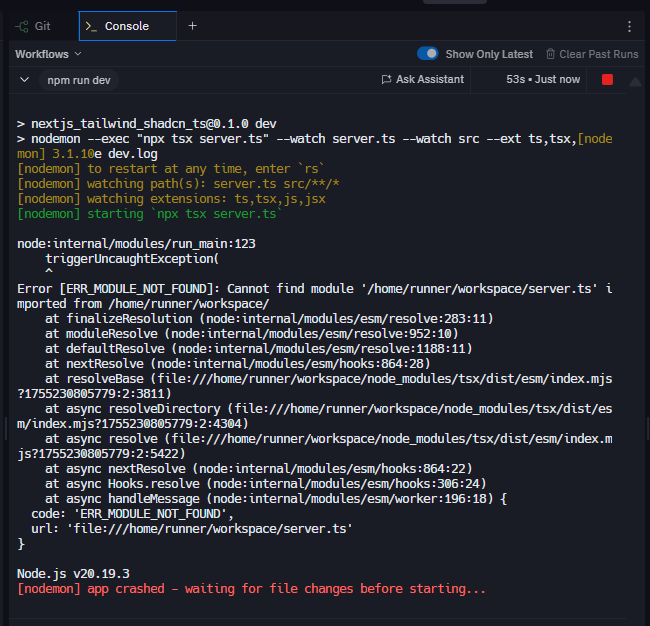 Git
Console
Workflows
Show Only Latest
Clear Past Runs
npm run dev
Ask Assistant
53s • Just now
> nextjs_tailwind_shadcn_ts@0.1.0 dev
> nodemon --exec "npx tsx server.ts" --watch server.ts --watch src --ext ts,tsx,[node
mon] 3.1.10e dev.log
[nodemon] to restart at any time, enter `rs`
[nodemon] watching path(s): server.ts src/**/*
[nodemon] watching extensions: ts,tsx,js,jsx
[nodemon] starting `npx tsx server.ts`
node:internal/modules/run_main:123
    triggerUncaughtException(
    ^
Error [ERR_MODULE_NOT_FOUND]: Cannot find module '/home/runner/workspace/server.ts' i
mported from /home/runner/workspace/
    at finalizeResolution (node:internal/modules/esm/resolve:283:11)
    at moduleResolve (node:internal/modules/esm/resolve:952:10)
    at defaultResolve (node:internal/modules/esm/resolve:1188:11)
    at nextResolve (node:internal/modules/esm/hooks:864:28)
    at resolveBase (file:///home/runner/workspace/node_modules/tsx/dist/esm/index.mjs
?1755230805779:2:3811)
    at async resolveDirectory (file:///home/runner/workspace/node_modules/tsx/dist/es
m/index.mjs?1755230805779:2:4304)
    at async resolve (file:///home/runner/workspace/node_modules/tsx/dist/esm/index.m
js?1755230805779:2:5422)
    at async nextResolve (node:internal/modules/esm/hooks:864:22)
    at async Hooks.resolve (node:internal/modules/esm/hooks:306:24)
    at async handleMessage (node:internal/modules/esm/worker:196:18) {
  code: 'ERR_MODULE_NOT_FOUND',
  url: 'file:///home/runner/workspace/server.ts'
}
Node.js v20.19.3
[nodemon] app crashed - waiting for file changes before starting...